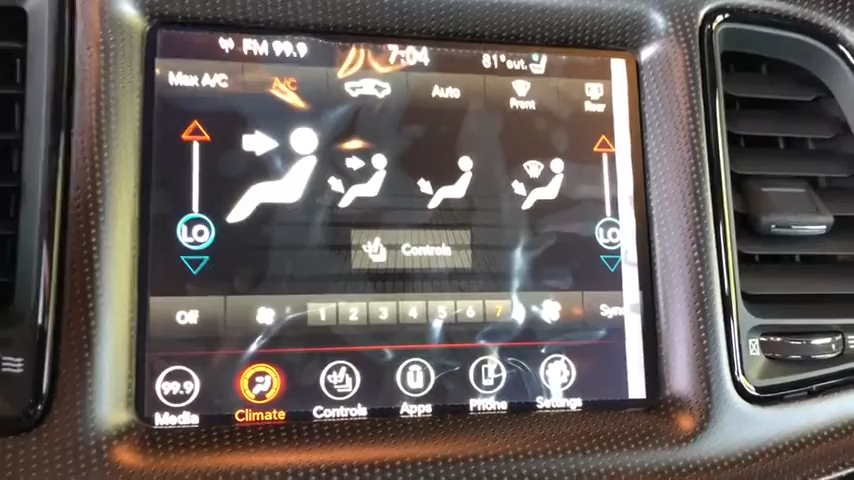 FM 99.9 7:04 81°out.
Max A/C A/C Auto Front Rear
LO LO
Controls
Off 1 2 3 4 5 6 7 Sync
99.9
Media Climate Controls Apps Phone Settings